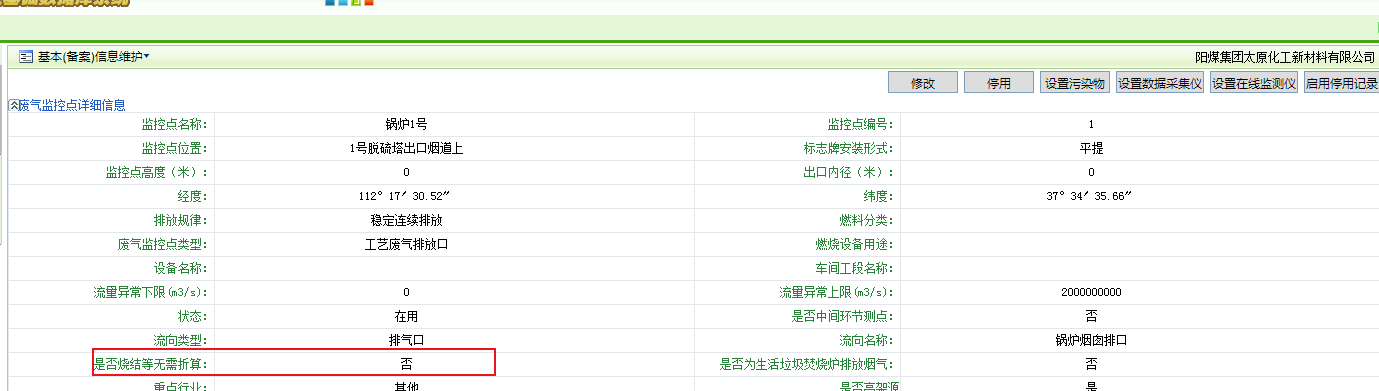 基本(备案)信息维护
阳煤集团太原化工新材料有限公司
修改 停用 设置污染物 设置数据采集仪 设置在线监测仪 启用停用记录
废气监控点详细信息
监控点名称: 锅炉1号 监控点编号: 1
监控点位置: 1号脱硫塔出口烟道上 标志牌安装形式: 平提
监控点高度（米）: 0 出口内径（米）: 0
经度: 112° 17′ 30.52″ 纬度: 37° 34′ 35.66″
排放规律: 稳定连续排放 燃料分类:
废气监控点类型: 工艺废气排放口 燃烧设备用途:
设备名称: 车间工段名称:
流量异常下限(m3/s): 0 流量异常上限(m3/s): 2000000000
状态: 在用 是否中间环节测点: 否
流向类型: 排气口 流向名称: 锅炉烟囱排口
是否烧结等无需折算: 否 是否为生活垃圾焚烧炉排放烟气: 否
重点行业: 其他 是否高架源 是